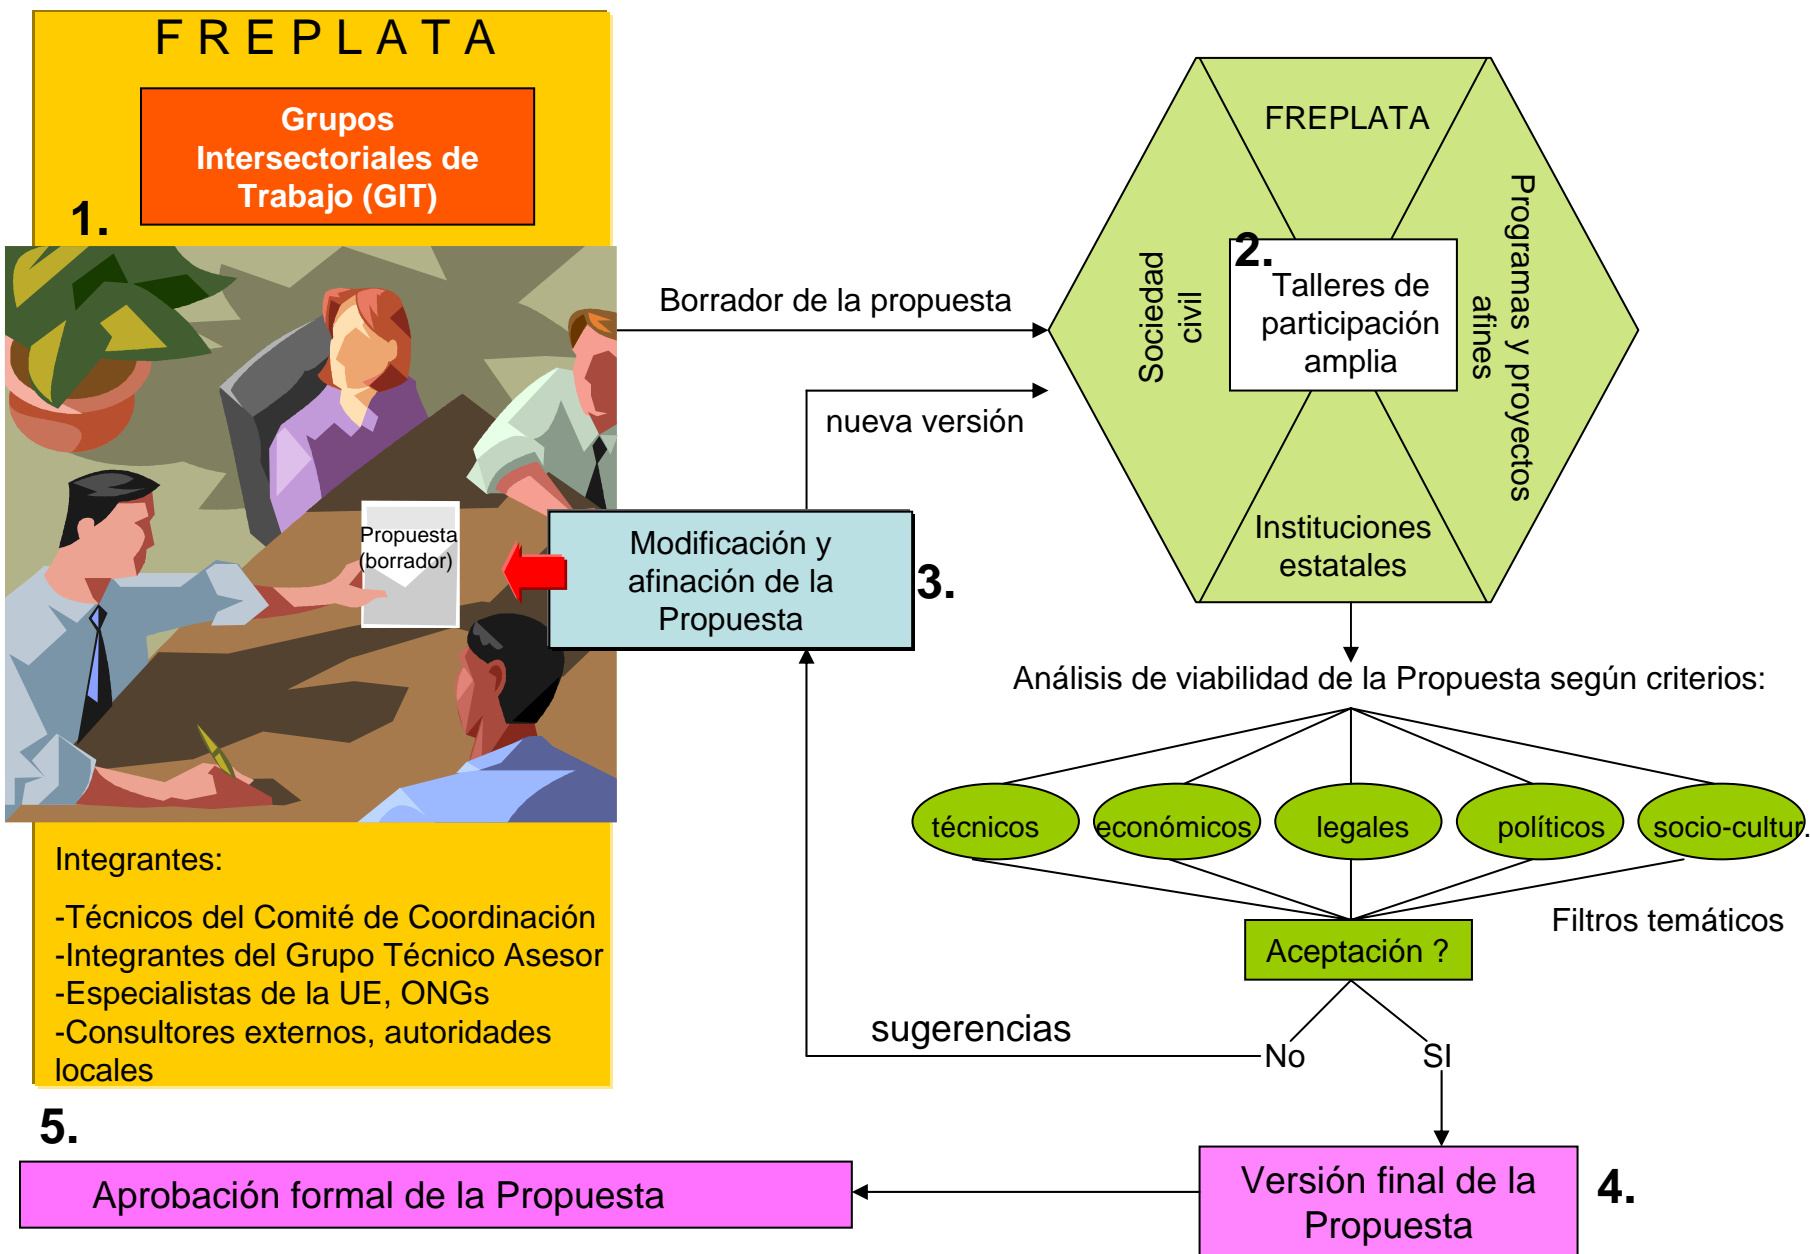 FREPLATA
Grupos
Intersectoriales de
Trabajo (GIT)
1.
Propuesta
(borrador)
Integrantes:
-Técnicos del Comité de Coordinación
-Integrantes del Grupo Técnico Asesor
-Especialistas de la UE, ONGs
-Consultores externos, autoridades
locales
Borrador de la propuesta
nueva versión
FREPLATA
Sociedad
civil
2.
Talleres de
participación
amplia
Programas y proyectos
afines
Instituciones
estatales
Modificación y
afinación de la
Propuesta
3.
Análisis de viabilidad de la Propuesta según criterios:
técnicos
económicos
legales
políticos
socio-cultur.
Filtros temáticos
Aceptación ?
sugerencias
No
SI
Versión final de la
Propuesta
4.
5.
Aprobación formal de la Propuesta